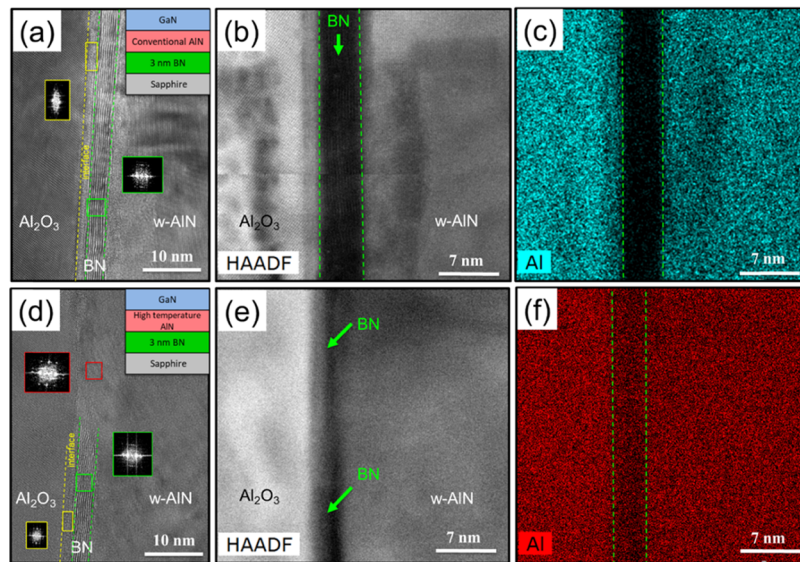 (a)
GaN
Conventional AlN
3 nm BN
Sapphire
interface
Al2O3
w-AlN
BN
10 nm
(b)
BN
Al2O3
w-AlN
HAADF
7 nm
(c)
Al
7 nm
(d)
GaN
High temperature
AlN
3 nm BN
Sapphire
interface
Al2O3
w-AlN
BN
10 nm
(e)
BN
BN
Al2O3
w-AlN
HAADF
7 nm
(f)
Al
7 nm